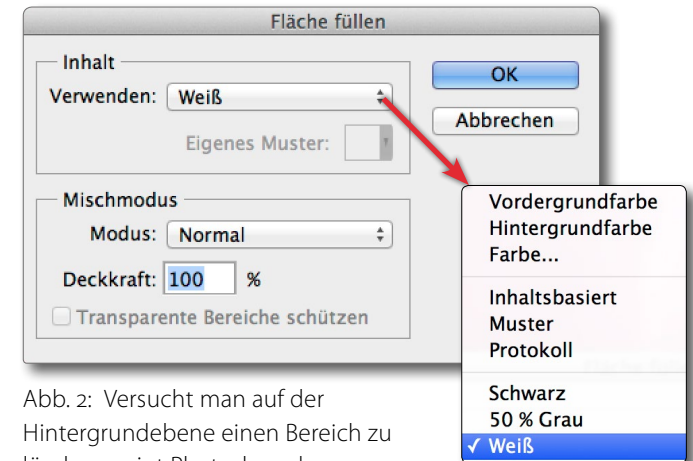 Fläche füllen
Inhalt
Verwenden: Weiß
Eigenes Muster:
OK
Abbrechen
Mischmodus
Modus: Normal
Deckkraft: 100 %
Transparente Bereiche schützen
Vordergrundfarbe
Hintergrundfarbe
Farbe...
Inhaltsbasiert
Muster
Protokoll
Schwarz
50 % Grau
✓ Weiß
Abb. 2: Versucht man auf der
Hintergrundebene einen Bereich zu